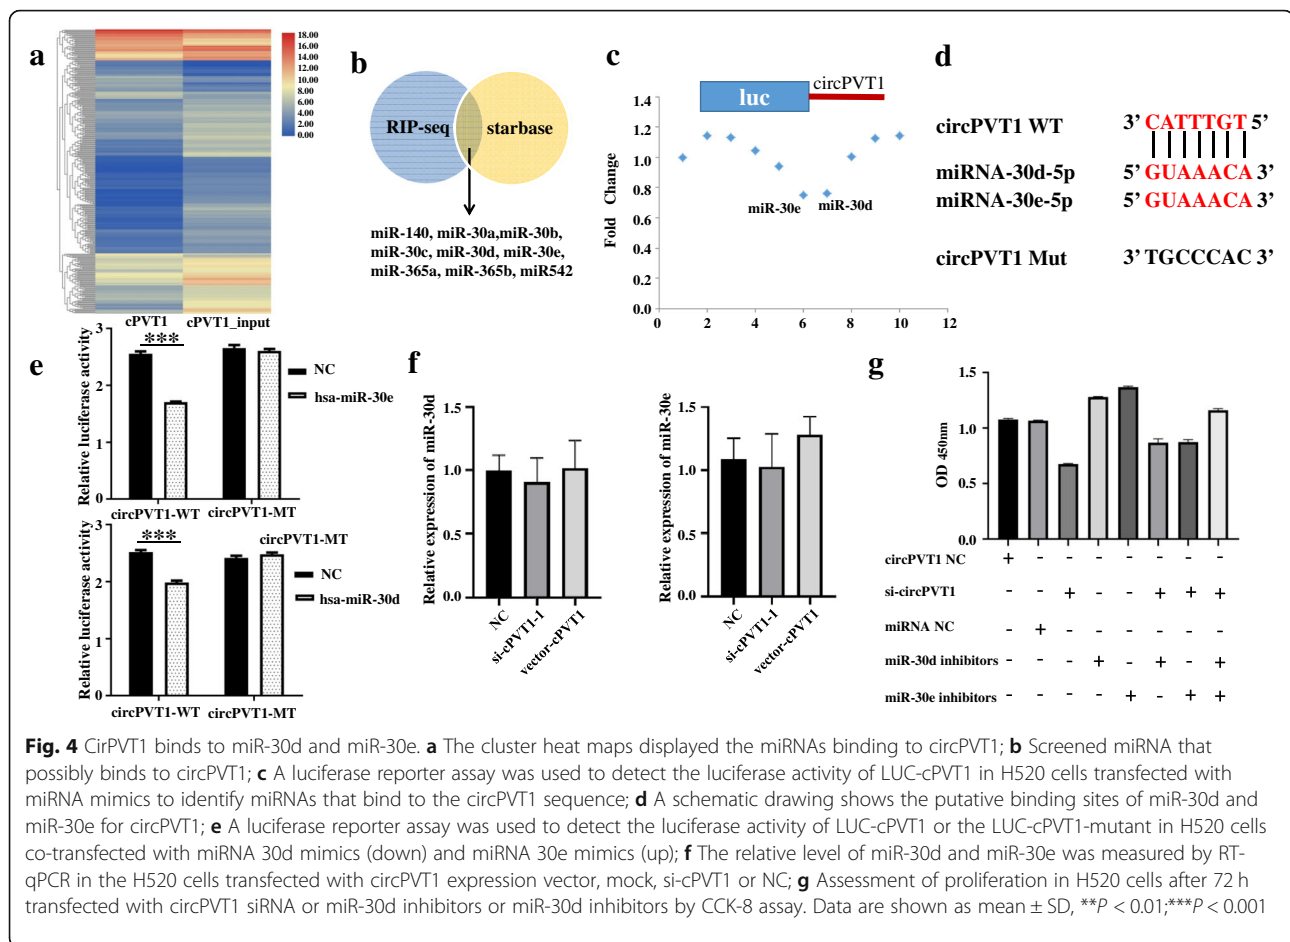 a
18.00
16.00
14.00
12.00
10.00
8.00
6.00
4.00
2.00
0.00
cPVT1 cPVT1_input
b
RIP-seq starbase
miR-140, miR-30a,miR-30b,
miR-30c, miR-30d, miR-30e,
miR-365a, miR-365b, miR542
c
luc circPVT1
Fold Change
1.4
1.2
1.0
0.8
0.6
0.4
0.2
0.0
miR-30e miR-30d
0 2 4 6 8 10 12
d
circPVT1 WT 3’ CATTTGT 5’
miRNA-30d-5p 5’ GUAAACA 3’
miRNA-30e-5p 5’ GUAAACA 3’
circPVT1 Mut 3’ TGCCCAC 3’
e
Relative luciferase activity
3
2
1
0
***
NC
hsa-miR-30e
circPVT1-WT circPVT1-MT
Relative luciferase activity
3
2
1
0
***
circPVT1-MT
NC
hsa-miR-30d
circPVT1-WT circPVT1-MT
f
Relative expression of miR-30d
1.5
1.0
0.5
0.0
NC si-cPVT1-1 vector-cPVT1
Relative expression of miR-30e
1.5
1.0
0.5
0.0
NC si-cPVT1-1 vector-cPVT1
g
OD 450nm
1.5
1.0
0.5
0.0
circPVT1 NC + - - - - - - -
si-circPVT1 - - + - - + + +
miRNA NC - + - - - - - -
miR-30d inhibitors - - - + - + - +
miR-30e inhibitors - - - - + - + +
Fig. 4 CirPVT1 binds to miR-30d and miR-30e. a The cluster heat maps displayed the miRNAs binding to circPVT1; b Screened miRNA that
possibly binds to circPVT1; c A luciferase reporter assay was used to detect the luciferase activity of LUC-cPVT1 in H520 cells transfected with
miRNA mimics to identify miRNAs that bind to the circPVT1 sequence; d A schematic drawing shows the putative binding sites of miR-30d and
miR-30e for circPVT1; e A luciferase reporter assay was used to detect the luciferase activity of LUC-cPVT1 or the LUC-cPVT1-mutant in H520 cells
co-transfected with miRNA 30d mimics (down) and miRNA 30e mimics (up); f The relative level of miR-30d and miR-30e was measured by RT-
qPCR in the H520 cells transfected with circPVT1 expression vector, mock, si-cPVT1 or NC; g Assessment of proliferation in H520 cells after 72 h
transfected with circPVT1 siRNA or miR-30d inhibitors or miR-30d inhibitors by CCK-8 assay. Data are shown as mean ± SD, **P < 0.01;***P < 0.001